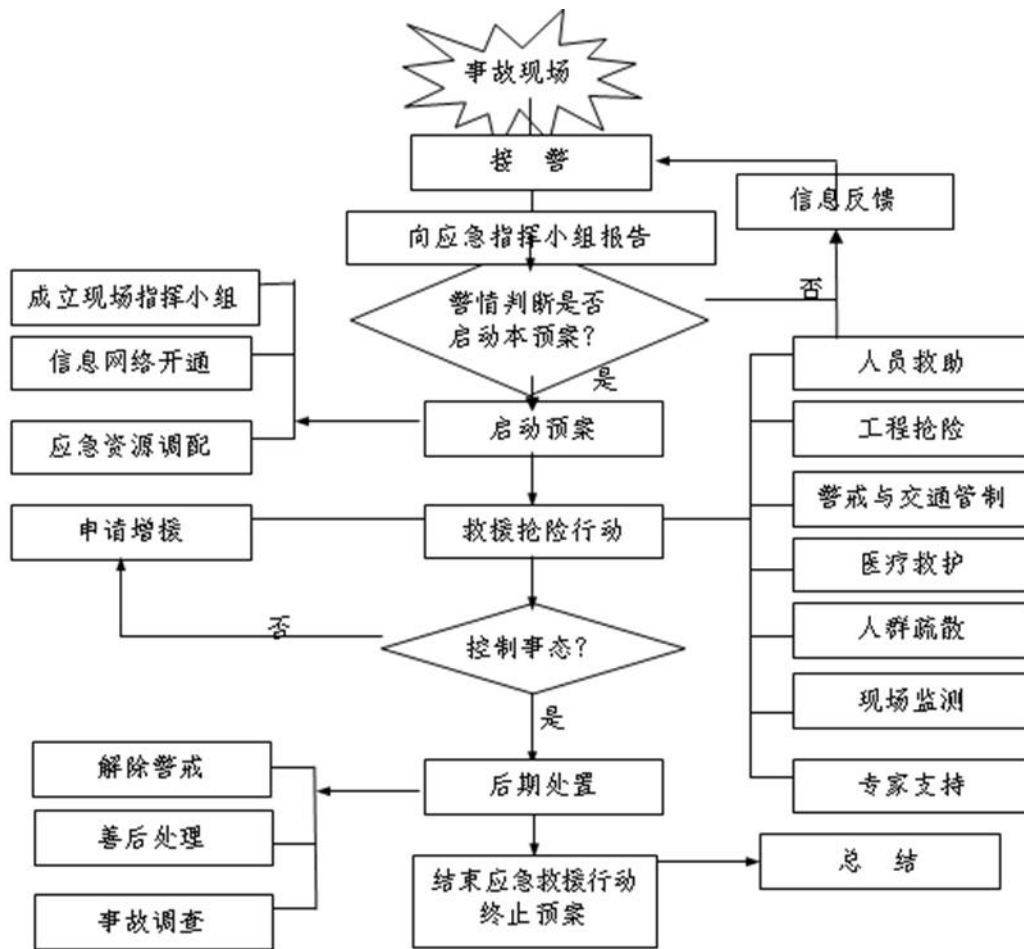 事故现场
接 警
信息反馈
向应急指挥小组报告
成立现场指挥小组
警情判断是否
启动本预案？
否
信息网络开通
是
人员救助
启动预案
工程抢险
应急资源调配
警戒与交通管制
申请增援
救援抢险行动
医疗救护
人群疏散
否
控制事态？
现场监测
是
解除警戒
后期处置
专家支持
善后处理
总 结
结束应急救援行动
终止预案
事故调查